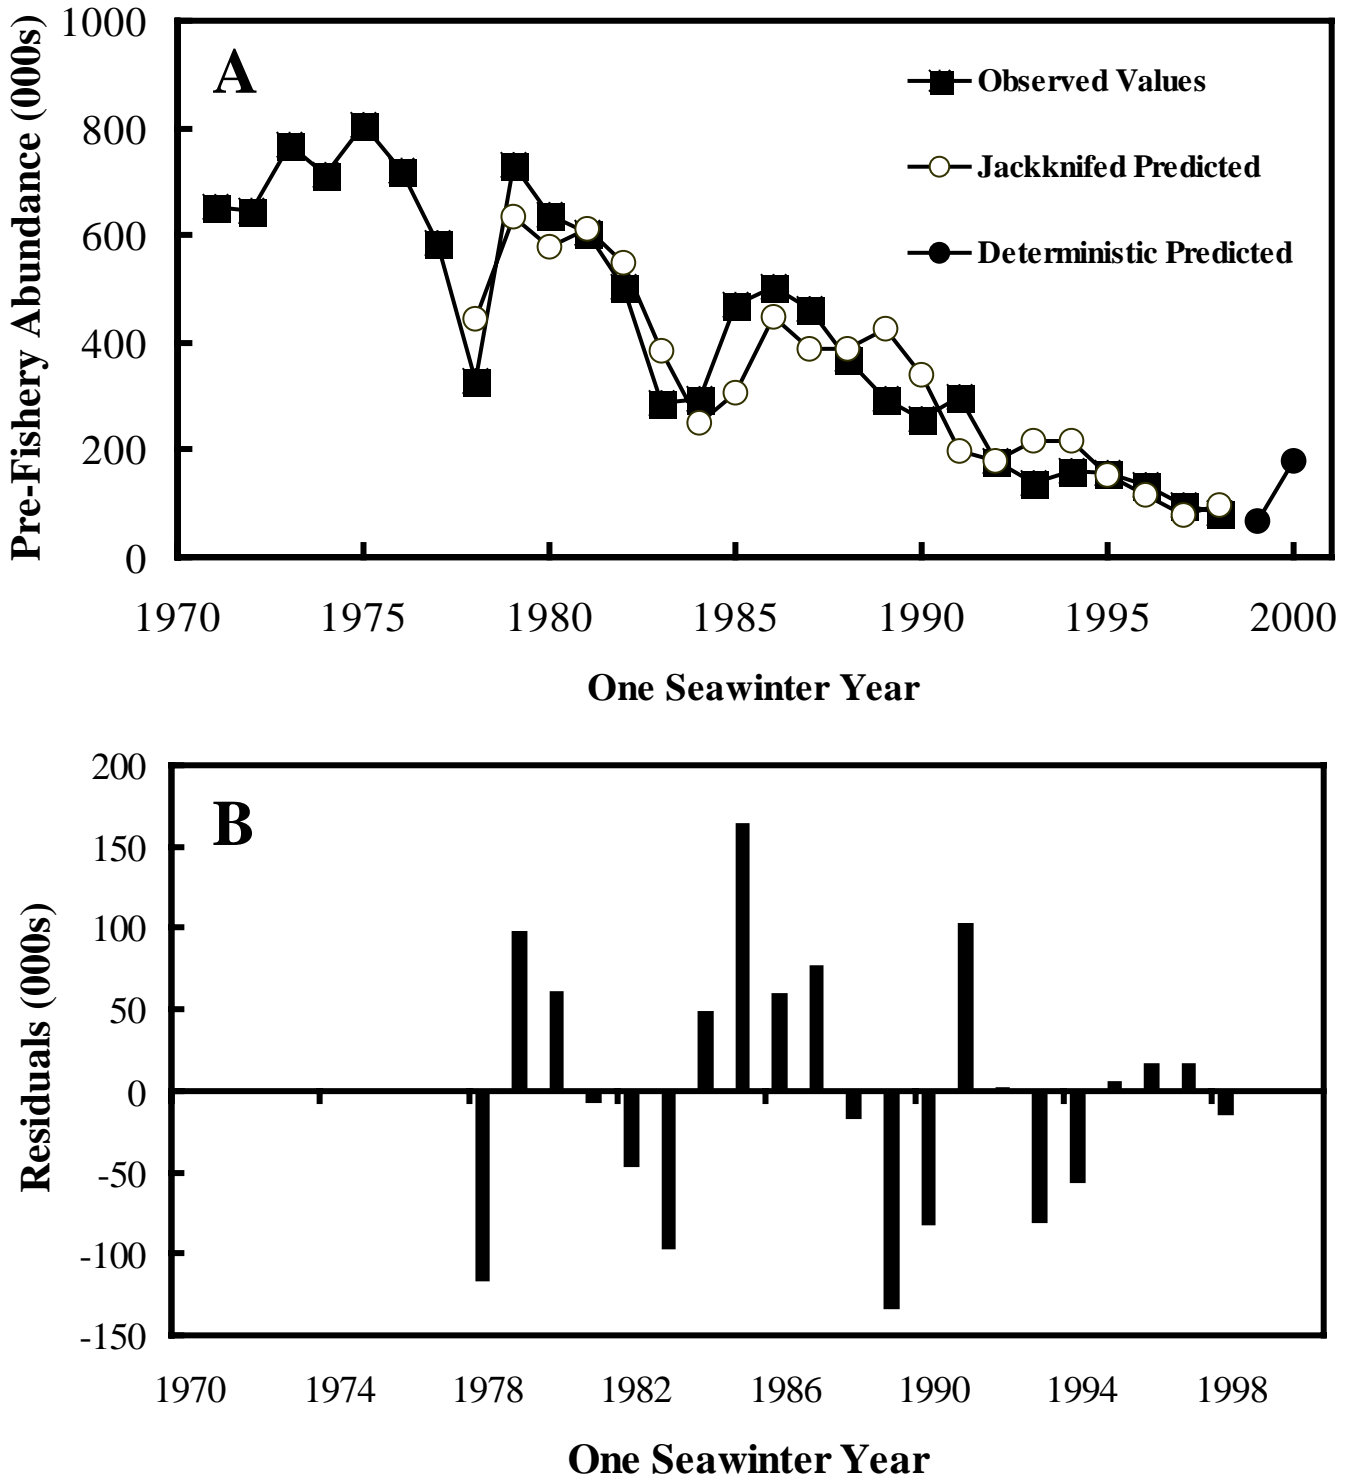 Pre-Fishery Abundance (000s)
1000
800
600
400
200
0
A
Observed Values
Jackknifed Predicted
Deterministic Predicted
1970 1975 1980 1985 1990 1995 2000
One Seawinter Year
Residuals (000s)
200
150
100
50
0
-50
-100
-150
B
1970 1974 1978 1982 1986 1990 1994 1998
One Seawinter Year